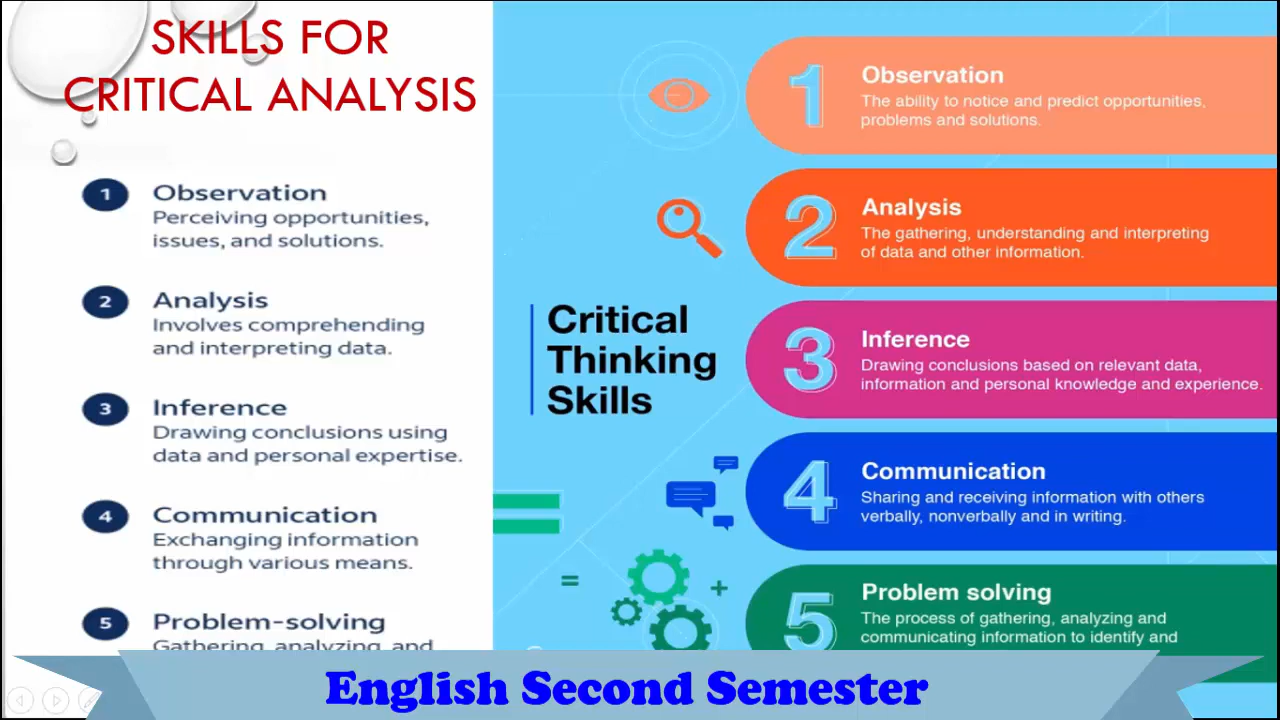 SKILLS FOR
CRITICAL ANALYSIS
1
Observation
Perceiving opportunities,
issues, and solutions.
2
Analysis
Involves comprehending
and interpreting data.
3
Inference
Drawing conclusions using
data and personal expertise.
4
Communication
Exchanging information
through various means.
5
Problem-solving
Gathering, analyzing, and
Critical
Thinking
Skills
1
Observation
The ability to notice and predict opportunities,
problems and solutions.
2
Analysis
The gathering, understanding and interpreting
of data and other information.
3
Inference
Drawing conclusions based on relevant data,
information and personal knowledge and experience.
4
Communication
Sharing and receiving information with others
verbally, nonverbally and in writing.
5
Problem solving
The process of gathering, analyzing and
communicating information to identify and
= +
English Second Semester